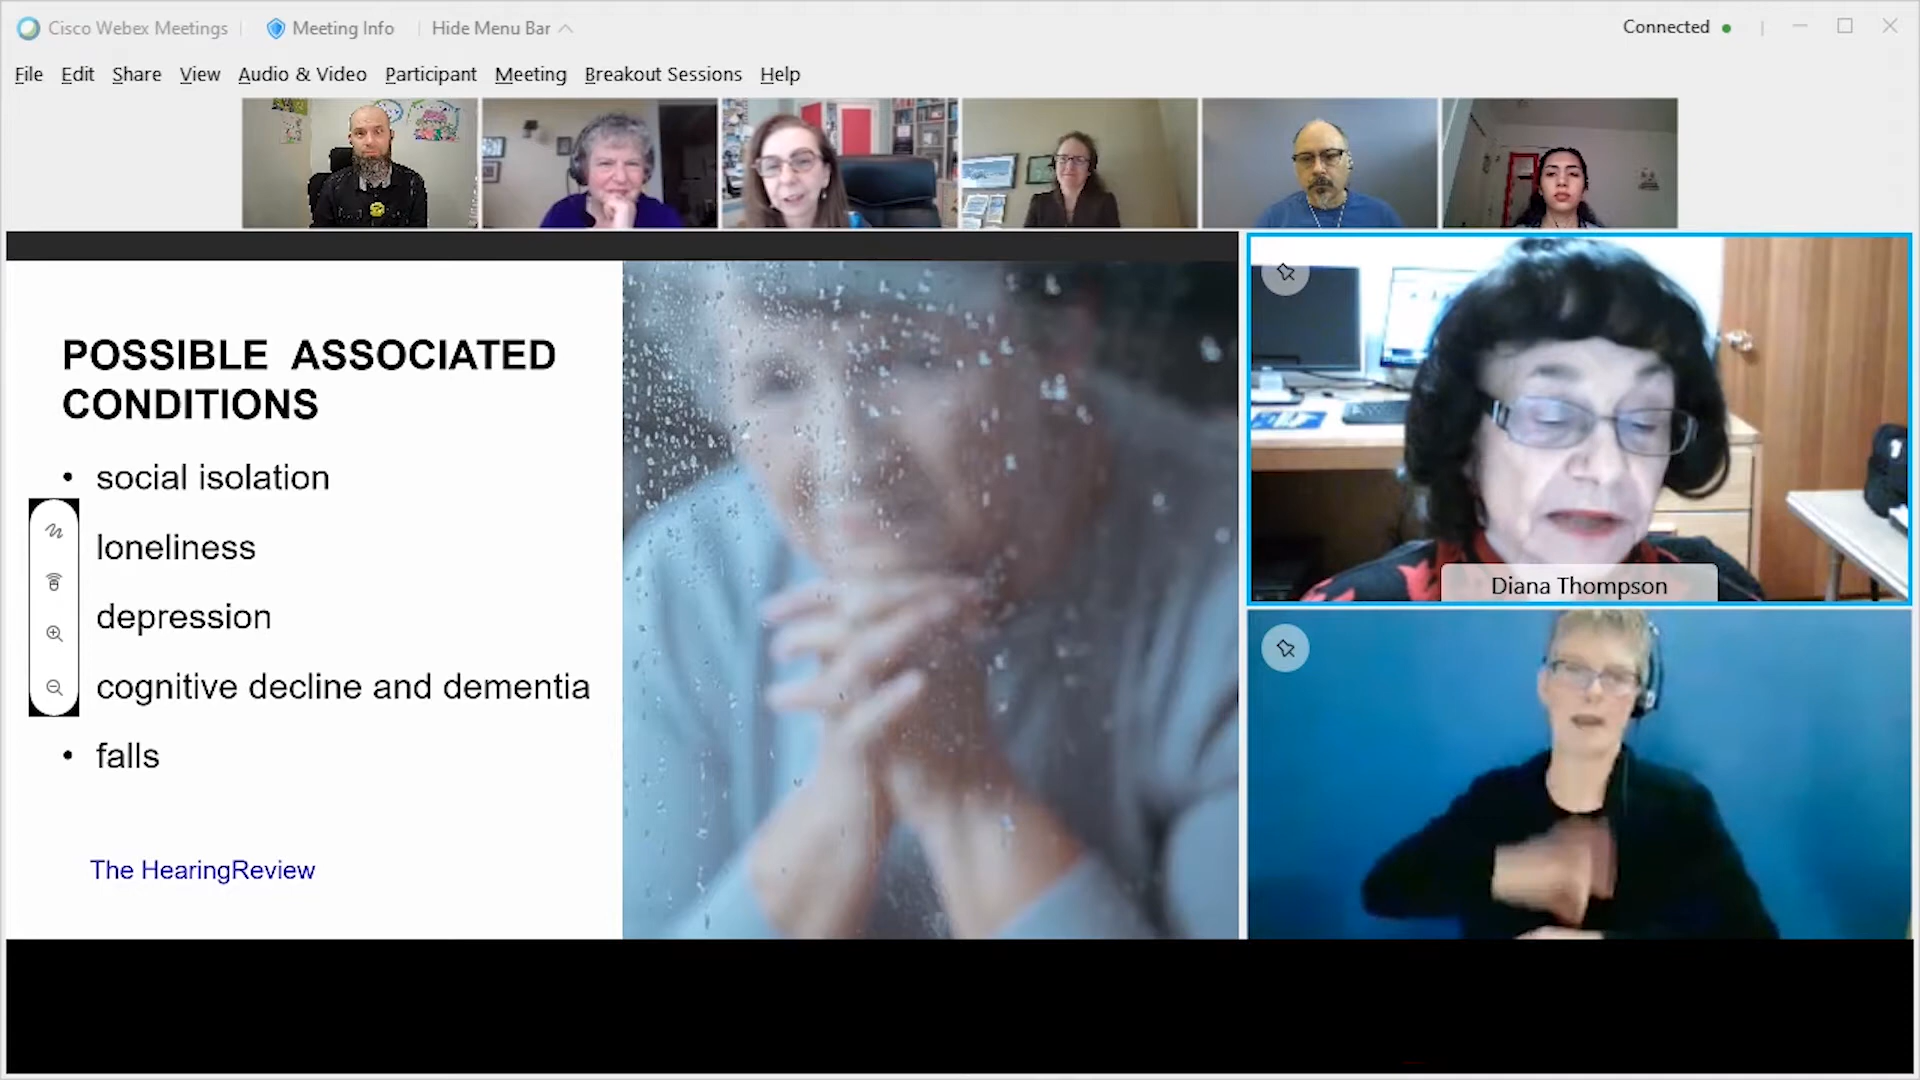 Cisco Webex Meetings
Meeting Info
Hide Menu Bar
Connected
File Edit Share View Audio & Video Participant Meeting Breakout Sessions Help
POSSIBLE ASSOCIATED
CONDITIONS
• social isolation
loneliness
depression
cognitive decline and dementia
• falls
The HearingReview
Diana Thompson